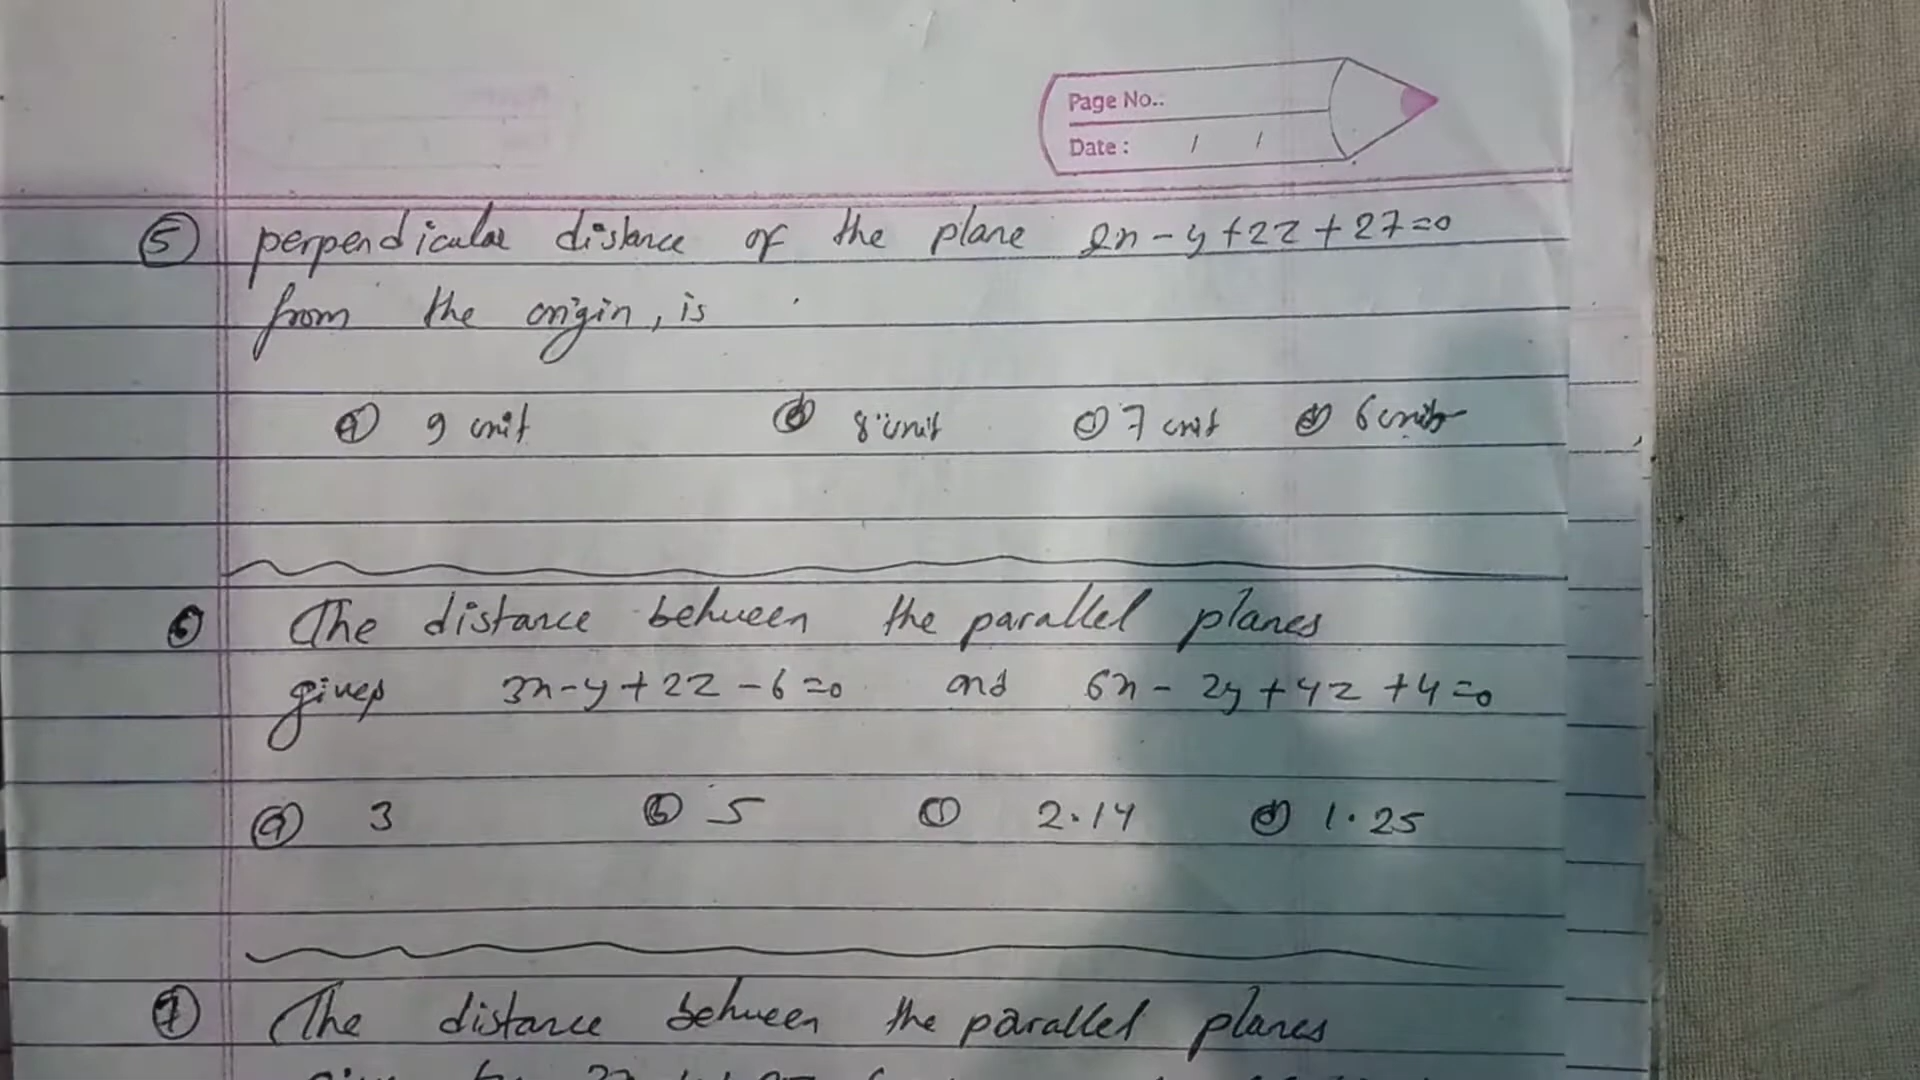 Page No..
Date : / /
5 perpendicular distance of the plane 2x-y+2z+27=0
from the origin, is
a 9 unit b 8 unit c 7 unit d 6 unit
6 The distance between the parallel planes
gives 3x-y+2z-6=0 and 6x-2y+4z+4=0
a 3 b 5 c 2.14 d 1.25
7 The distance between the parallel planes